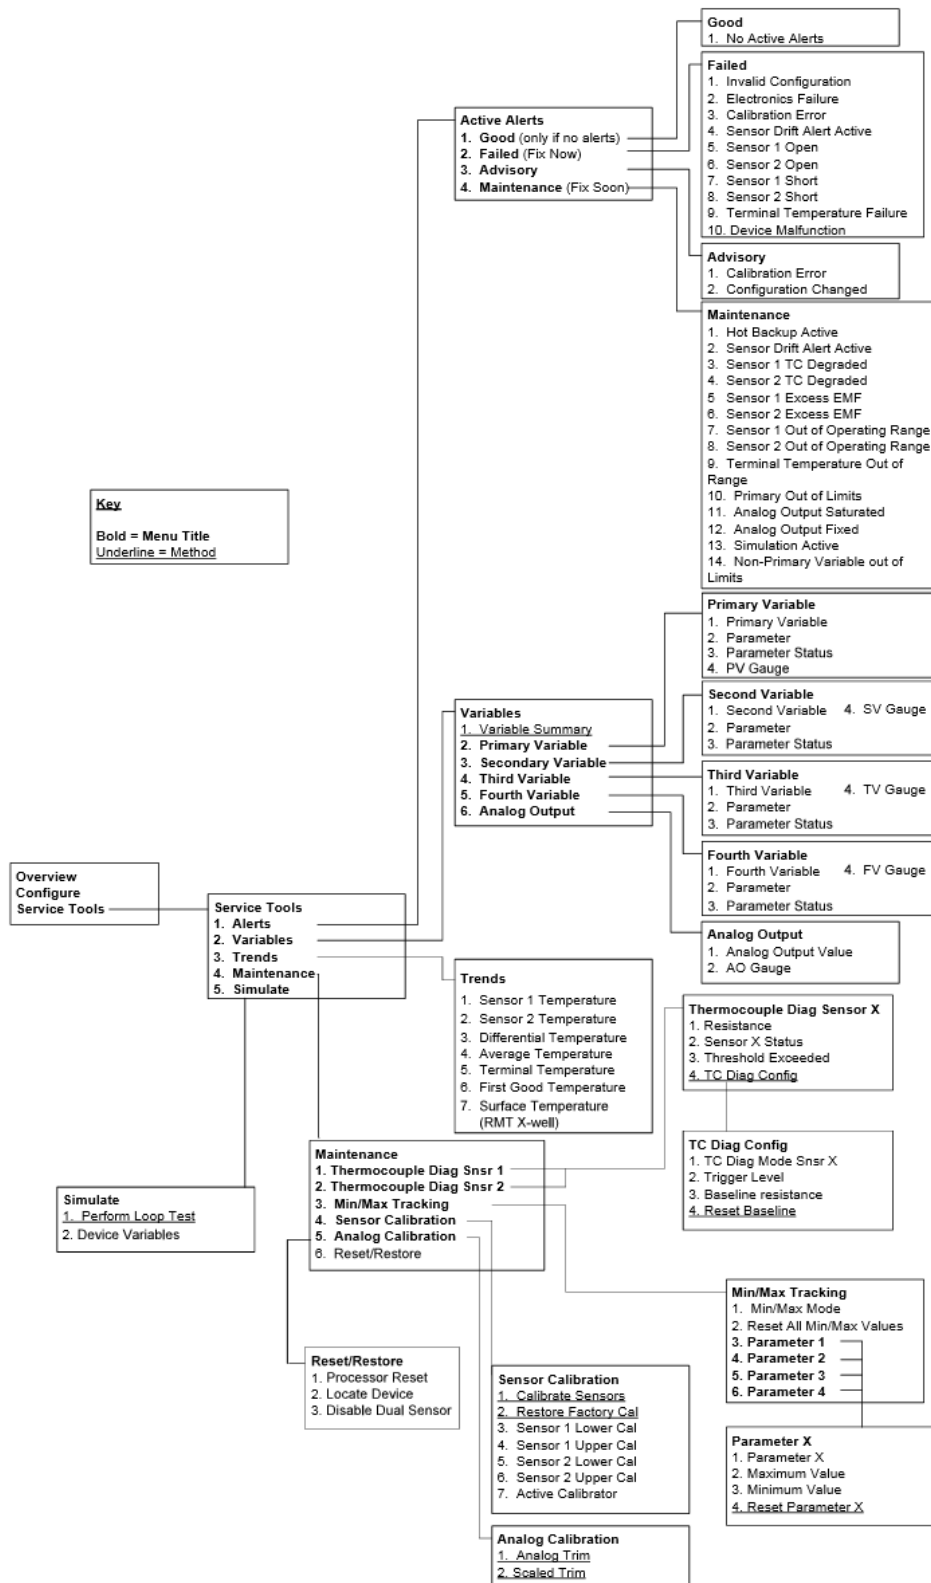 Good
1. No Active Alerts
Failed
1. Invalid Configuration
2. Electronics Failure
3. Calibration Error
4. Sensor Drift Alert Active
5. Sensor 1 Open
6. Sensor 2 Open
7. Sensor 1 Short
8. Sensor 2 Short
9. Terminal Temperature Failure
10. Device Malfunction
Active Alerts
1. Good (only if no alerts)
2. Failed (Fix Now)
3. Advisory
4. Maintenance (Fix Soon)
Advisory
1. Calibration Error
2. Configuration Changed
Maintenance
1. Hot Backup Active
2. Sensor Drift Alert Active
3. Sensor 1 TC Degraded
4. Sensor 2 TC Degraded
5 Sensor 1 Excess EMF
6. Sensor 2 Excess EMF
7. Sensor 1 Out of Operating Range
8. Sensor 2 Out of Operating Range
9. Terminal Temperature Out of
Range
10. Primary Out of Limits
11. Analog Output Saturated
12. Analog Output Fixed
13. Simulation Active
14. Non-Primary Variable out of
Limits
Key
Bold = Menu Title
Underline = Method
Primary Variable
1. Primary Variable
2. Parameter
3. Parameter Status
4. PV Gauge
Second Variable
1. Second Variable 4. SV Gauge
2. Parameter
3. Parameter Status
Variables
1. Variable Summary
2. Primary Variable
3. Secondary Variable
4. Third Variable
5. Fourth Variable
6. Analog Output
Third Variable
1. Third Variable 4. TV Gauge
2. Parameter
3. Parameter Status
Fourth Variable
1. Fourth Variable 4. FV Gauge
2. Parameter
3. Parameter Status
Analog Output
1. Analog Output Value
2. AO Gauge
Overview
Configure
Service Tools
Service Tools
1. Alerts
2. Variables
3. Trends
4. Maintenance
5. Simulate
Trends
1. Sensor 1 Temperature
2. Sensor 2 Temperature
3. Differential Temperature
4. Average Temperature
5. Terminal Temperature
6. First Good Temperature
7. Surface Temperature
(RMT X-well)
Thermocouple Diag Sensor X
1. Resistance
2. Sensor X Status
3. Threshold Exceeded
4. TC Diag Config
TC Diag Config
1. TC Diag Mode Snsr X
2. Trigger Level
3. Baseline resistance
4. Reset Baseline
Maintenance
1. Thermocouple Diag Snsr 1
2. Thermocouple Diag Snsr 2
3. Min/Max Tracking
4. Sensor Calibration
5. Analog Calibration
6. Reset/Restore
Simulate
1. Perform Loop Test
2. Device Variables
Min/Max Tracking
1. Min/Max Mode
2. Reset All Min/Max Values
3. Parameter 1
4. Parameter 2
5. Parameter 3
6. Parameter 4
Reset/Restore
1. Processor Reset
2. Locate Device
3. Disable Dual Sensor
Sensor Calibration
1. Calibrate Sensors
2. Restore Factory Cal
3. Sensor 1 Lower Cal
4. Sensor 1 Upper Cal
5. Sensor 2 Lower Cal
6. Sensor 2 Upper Cal
7. Active Calibrator
Parameter X
1. Parameter X
2. Maximum Value
3. Minimum Value
4. Reset Parameter X
Analog Calibration
1. Analog Trim
2. Scaled Trim